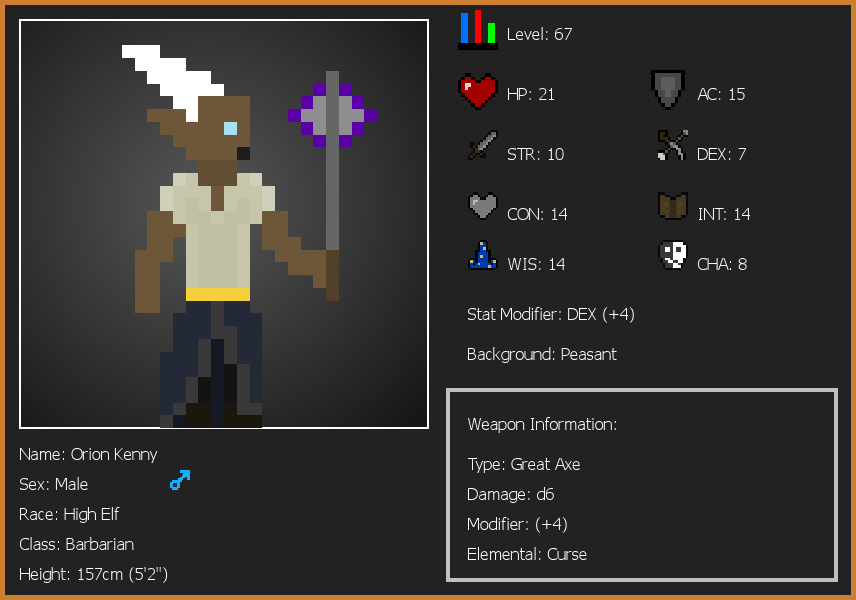 Level: 67
HP: 21
AC: 15
STR: 10
DEX: 7
CON: 14
INT: 14
WIS: 14
CHA: 8
Stat Modifier: DEX (+4)
Background: Peasant
Weapon Information:
Type: Great Axe
Damage: d6
Modifier: (+4)
Elemental: Curse
Name: Orion Kenny
Sex: Male
Race: High Elf
Class: Barbarian
Height: 157cm (5'2")